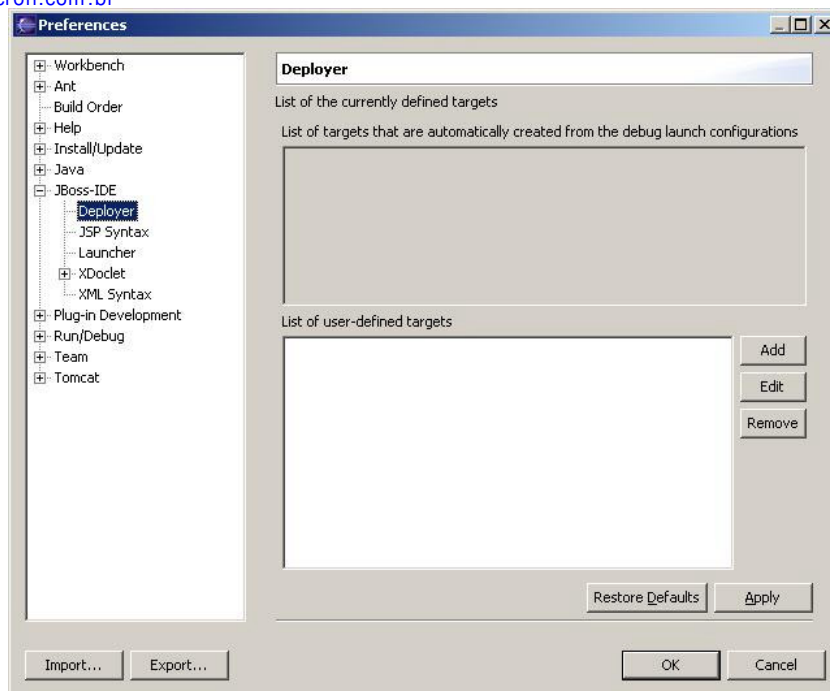 Preferences
Workbench
Ant
Build Order
Help
Install/Update
Java
JBoss-IDE
Deployer
JSP Syntax
Launcher
XDoclet
XML Syntax
Plug-in Development
Run/Debug
Team
Tomcat
Deployer
List of the currently defined targets
List of targets that are automatically created from the debug launch configurations
List of user-defined targets
Add
Edit
Remove
Restore Defaults
Apply
Import...
Export...
OK
Cancel